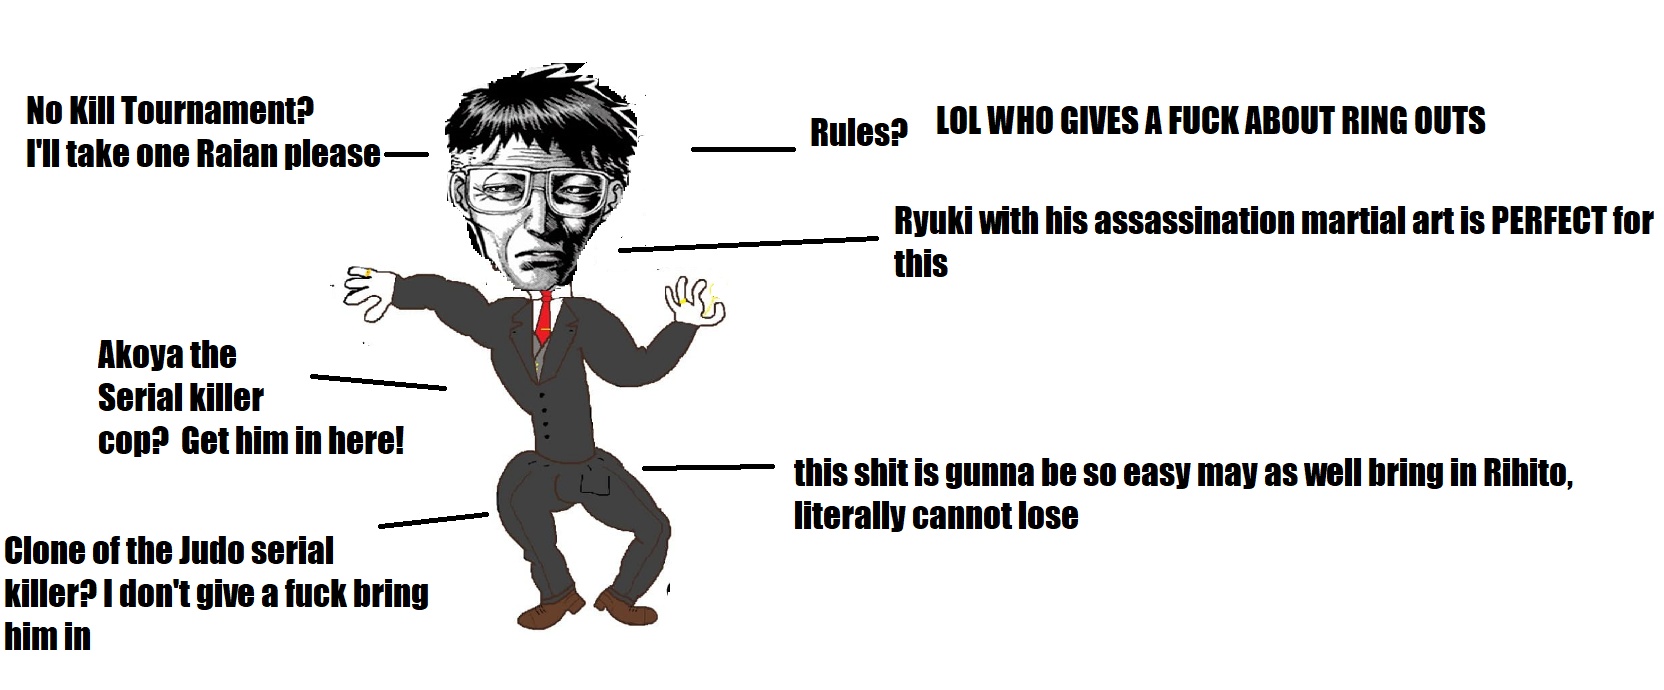 No Kill Tournament?
I'll take one Raian please
Rules?
LOL WHO GIVES A FUCK ABOUT RING OUTS
Ryuki with his assassination martial art is PERFECT for
this
Akoya the
Serial killer
cop? Get him in here!
this shit is gunna be so easy may as well bring in Rihito,
literally cannot lose
Clone of the Judo serial
killer? I don't give a fuck bring
him in